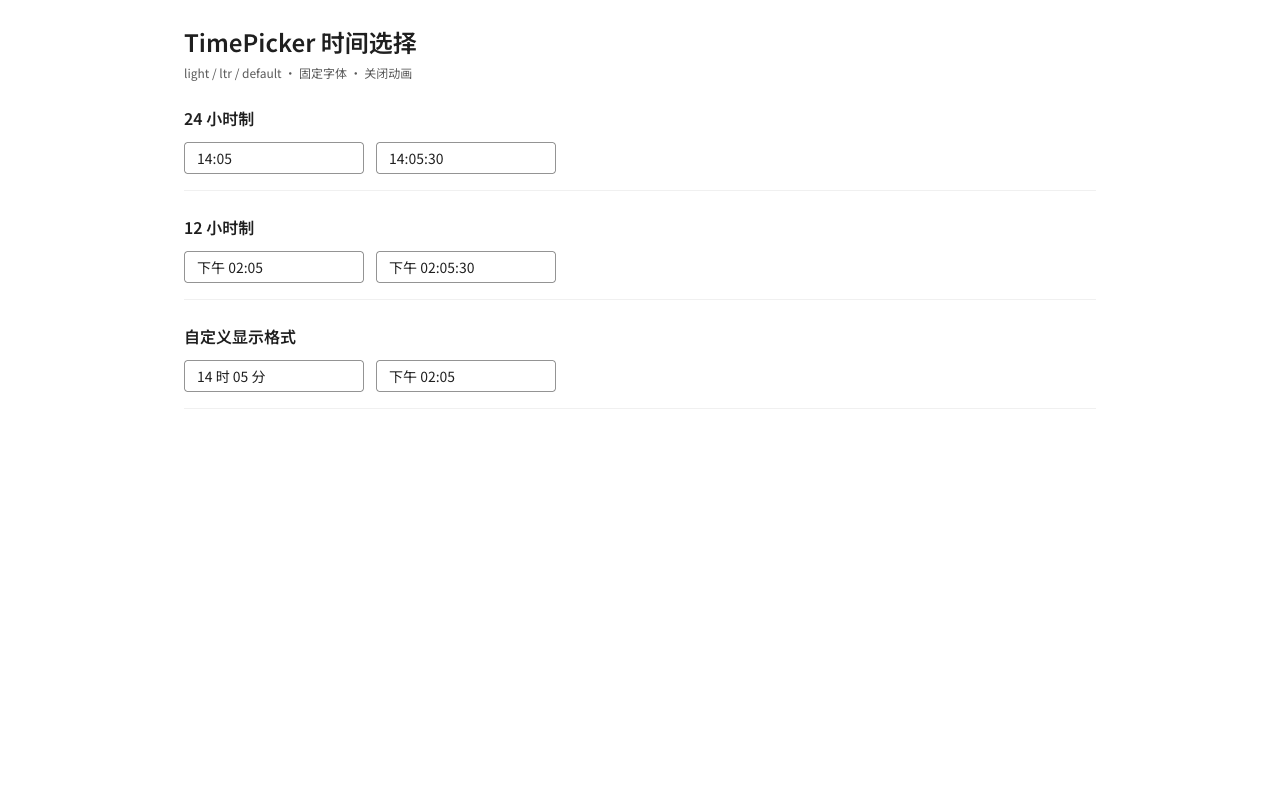 TimePicker 时间选择
light / ltr / default ・ 固定字体 ・ 关闭动画
24 小时制
14:05 14:05:30
12 小时制
下午 02:05 下午 02:05:30
自定义显示格式
14 时 05 分 下午 02:05